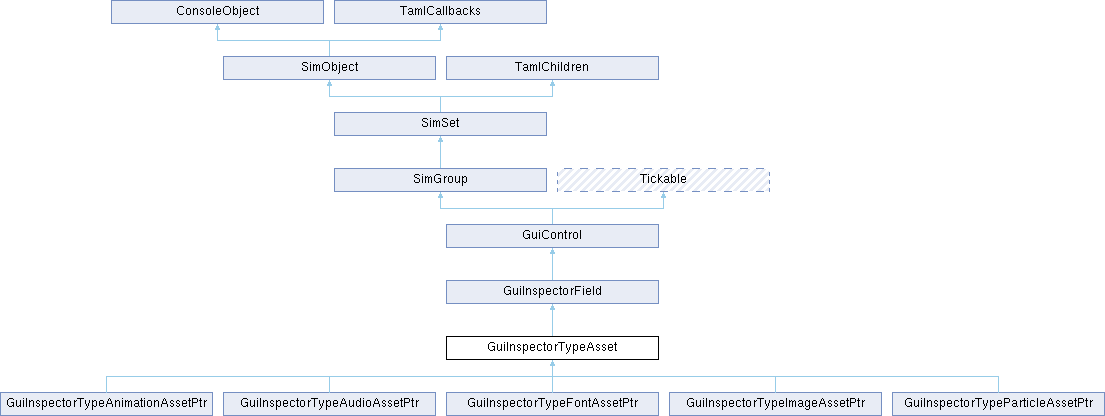 ConsoleObject
TamlCallbacks
SimObject
TamlChildren
SimSet
SimGroup
Tickable
GuiControl
GuiInspectorField
GuiInspectorTypeAsset
GuiInspectorTypeAnimationAssetPtr
GuiInspectorTypeAudioAssetPtr
GuiInspectorTypeFontAssetPtr
GuiInspectorTypeImageAssetPtr
GuiInspectorTypeParticleAssetPtr